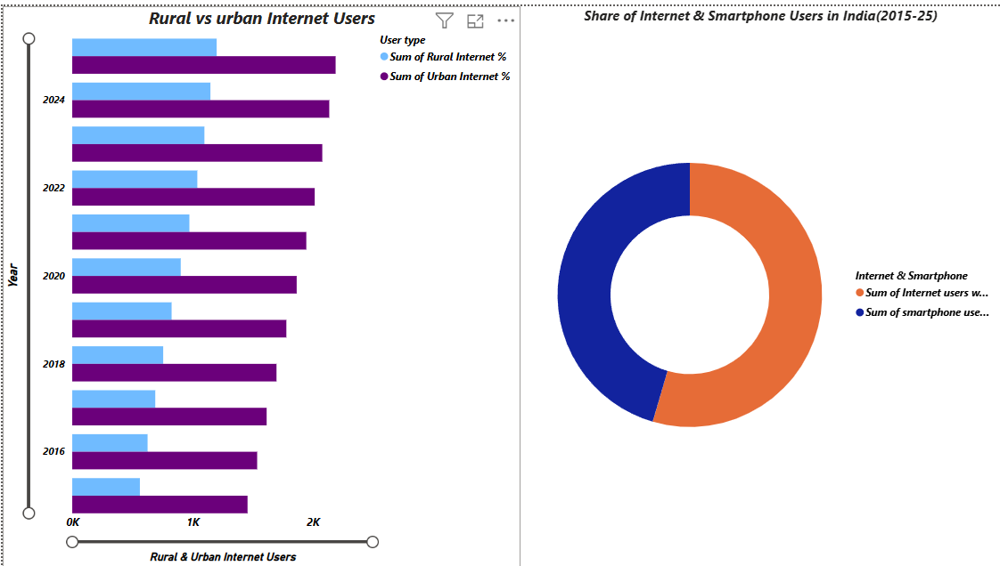 Rural vs urban Internet Users
User type
Sum of Rural Internet %
Sum of Urban Internet %
2024
2022
2020
2018
2016
Year
0K 1K 2K
Rural & Urban Internet Users
Share of Internet & Smartphone Users in India(2015-25)
Internet & Smartphone
Sum of Internet users w...
Sum of smartphone use...